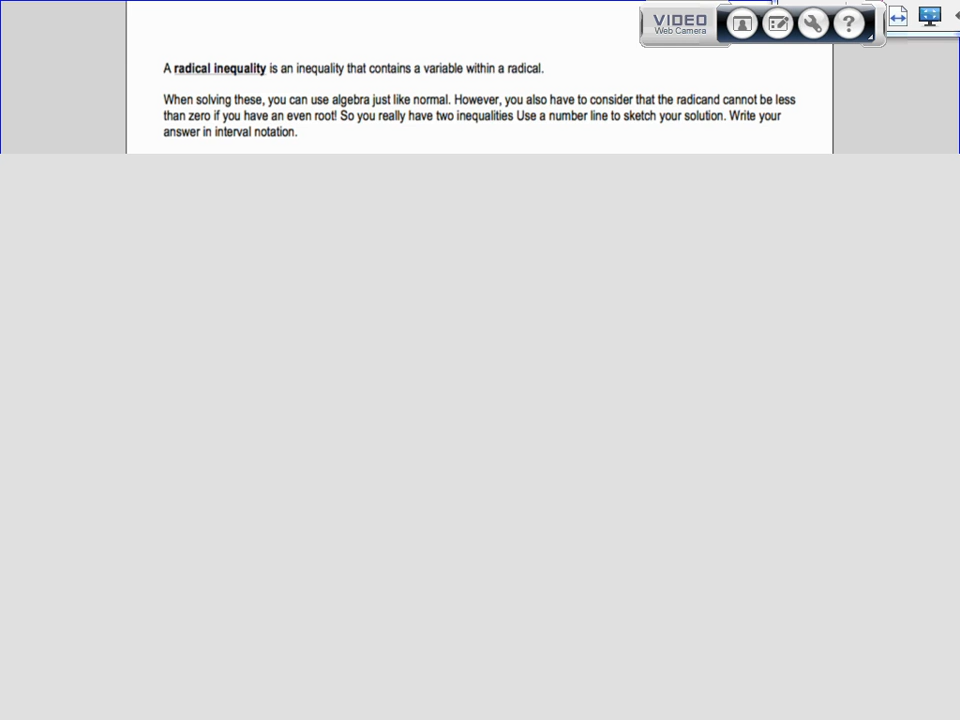 VIDEO
Web Camera
A radical inequality is an inequality that contains a variable within a radical.
When solving these, you can use algebra just like normal. However, you also have to consider that the radicand cannot be less
than zero if you have an even root! So you really have two inequalities Use a number line to sketch your solution. Write your
answer in interval notation.